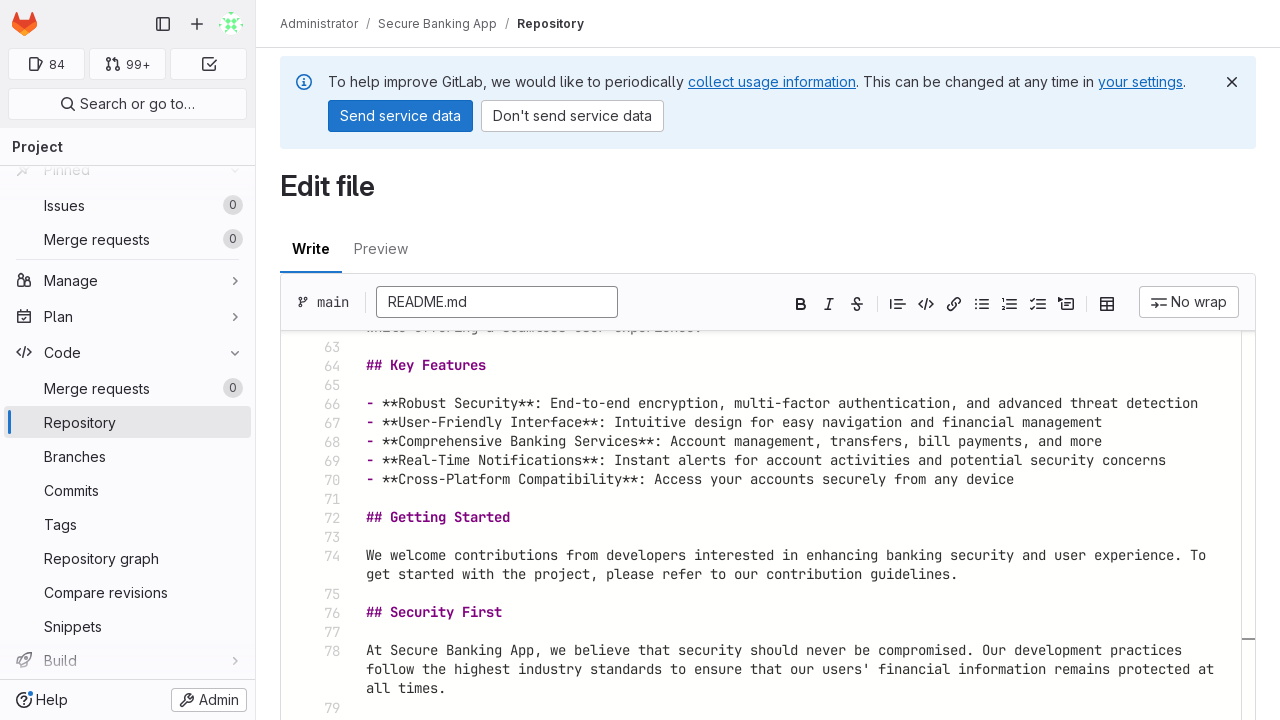 Administrator / Secure Banking App / Repository
84
99+
Search or go to…
Project
Pinned
Issues 0
Merge requests 0
Manage
Plan
Code
Merge requests 0
Repository
Branches
Commits
Tags
Repository graph
Compare revisions
Snippets
Build
Help
Admin
To help improve GitLab, we would like to periodically collect usage information. This can be changed at any time in your settings.
Send service data
Don't send service data
Edit file
Write
Preview
main
README.md
No wrap
while offering a seamless user experience.
63
64 ## Key Features
65
66 - **Robust Security**: End-to-end encryption, multi-factor authentication, and advanced threat detection
67 - **User-Friendly Interface**: Intuitive design for easy navigation and financial management
68 - **Comprehensive Banking Services**: Account management, transfers, bill payments, and more
69 - **Real-Time Notifications**: Instant alerts for account activities and potential security concerns
70 - **Cross-Platform Compatibility**: Access your accounts securely from any device
71
72 ## Getting Started
73
74 We welcome contributions from developers interested in enhancing banking security and user experience. To
get started with the project, please refer to our contribution guidelines.
75
76 ## Security First
77
78 At Secure Banking App, we believe that security should never be compromised. Our development practices
follow the highest industry standards to ensure that our users' financial information remains protected at
all times.
79